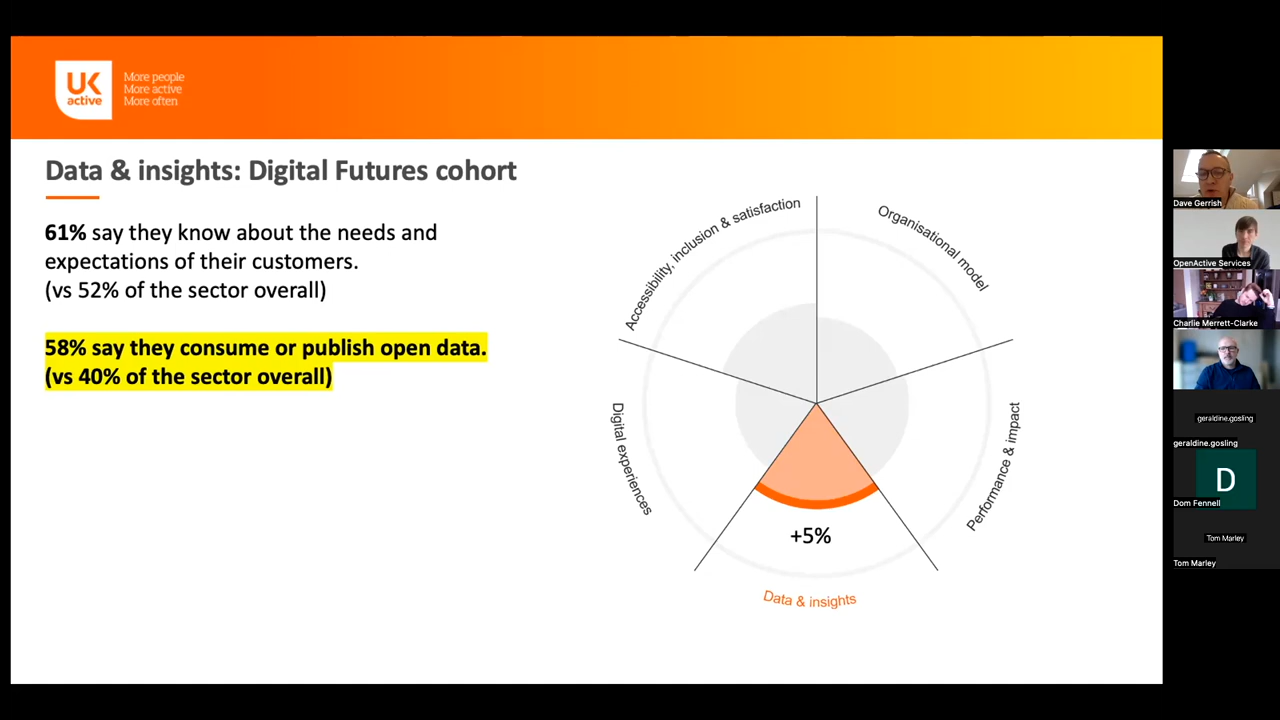 UK
active
More people
More active
More often
Data & insights: Digital Futures cohort
61% say they know about the needs and
expectations of their customers.
(vs 52% of the sector overall)
58% say they consume or publish open data.
(vs 40% of the sector overall)
Accessibility, inclusion & satisfaction
Organisational model
Digital experiences
Performance & impact
+5%
Data & insights
Dave Gerrish
OpenActive Services
Charlie Merrett-Clarke
geraldine.gosling
geraldine.gosling
D
Dom Fennell
Tom Marley
Tom Marley